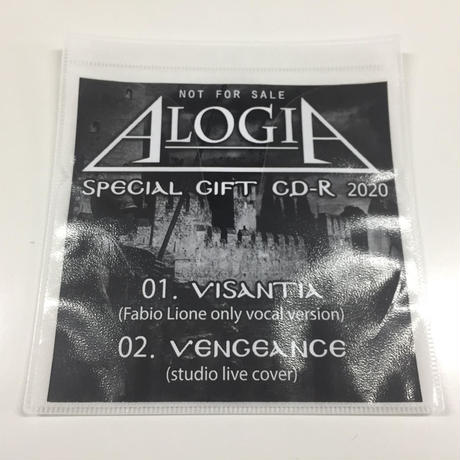 NOT FOR SALE
ALOGIA
SPECIAL GIFT CD-R 2020
01. VISANTIA
(Fabio Lione only vocal version)
02. VENGEANCE
(studio live cover)